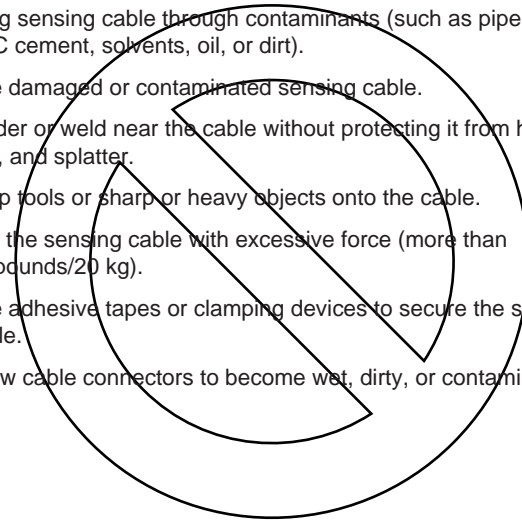 g sensing cable through contaminants (such as pipe
C cement, solvents, oil, or dirt).
e damaged or contaminated sensing cable.
der or weld near the cable without protecting it from h
, and splatter.
p tools or sharp or heavy objects onto the cable.
the sensing cable with excessive force (more than
pounds/20 kg).
e adhesive tapes or clamping devices to secure the s
le.
w cable connectors to become wet, dirty, or contami